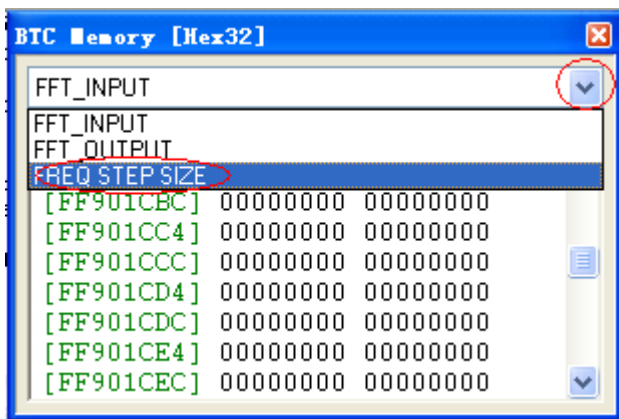 BTC Memory [Hex32]
FFT_INPUT
FFT_INPUT
FFT_OUTPUT
FREQ STEP SIZE
[FF901CBC] 00000000 00000000
[FF901CC4] 00000000 00000000
[FF901CCC] 00000000 00000000
[FF901CD4] 00000000 00000000
[FF901CDC] 00000000 00000000
[FF901CE4] 00000000 00000000
[FF901CEC] 00000000 00000000